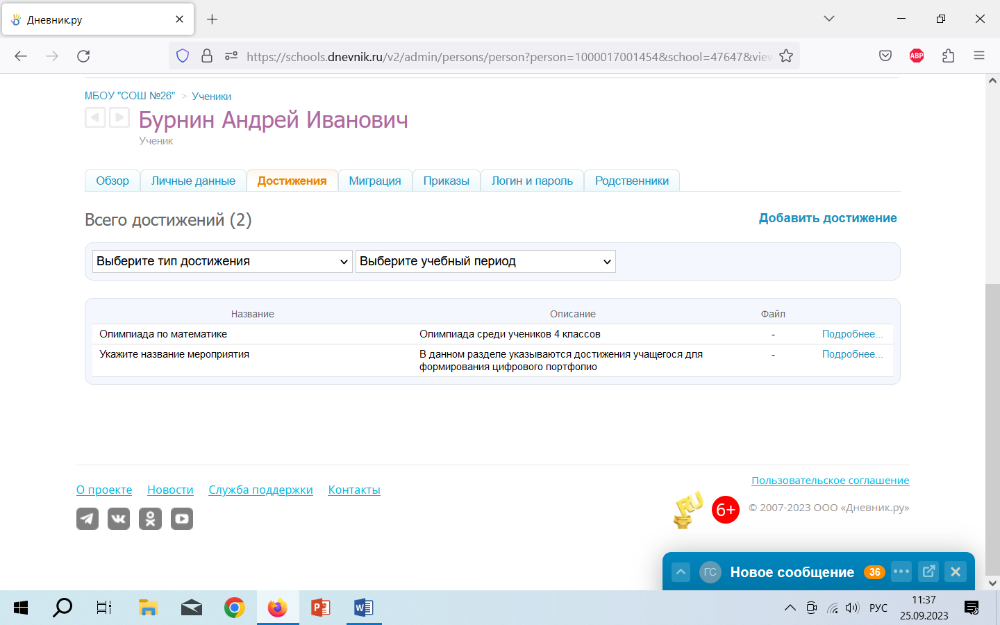 Дневник.ру
https://schools.dnevnik.ru/v2/admin/persons/person?person=1000017001454&school=47647&view
ABP
МБОУ "СОШ №26" > Ученики
Бурнин Андрей Иванович
Ученик
Обзор Личные данные Достижения Миграция Приказы Логин и пароль Родственники
Всего достижений (2)
Добавить достижение
Выберите тип достижения Выберите учебный период
Название Описание Файл
Олимпиада по математике Олимпиада среди учеников 4 классов - Подробнее...
Укажите название мероприятия В данном разделе указываются достижения учащегося для - Подробнее...
формирования цифрового портфолио
Пользовательское соглашение
О проекте Новости Служба поддержки Контакты
RU 6+ © 2007-2023 ООО «Дневник.ру»
ГС Новое сообщение 36
РУС
11:37
25.09.2023